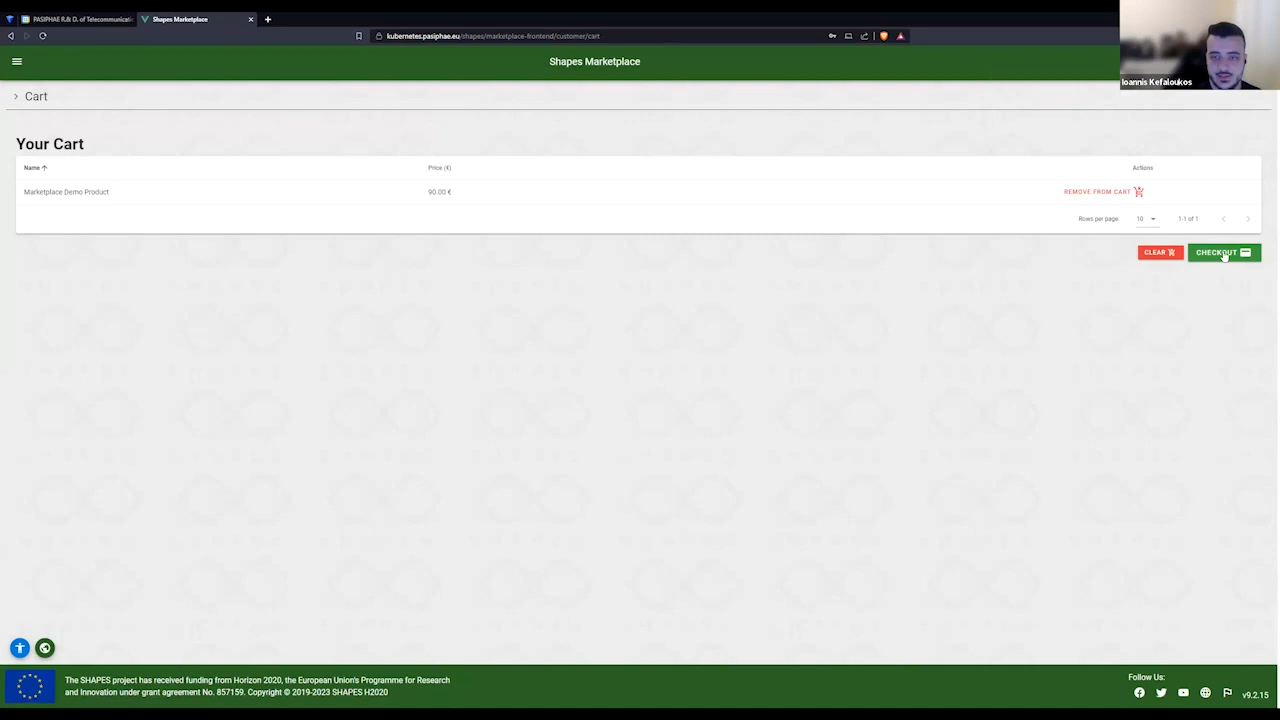 PASIPHAE R.& D. of Telecommunicatio
Shapes Marketplace
kubernetes.pasiphae.eu/shapes/marketplace-frontend/customer/cart
Shapes Marketplace
Ioannis Kefaloukos
Cart
Your Cart
Name Price (€) Actions
Marketplace Demo Product 90.00 € REMOVE FROM CART
Rows per page: 10 1-1 of 1
CLEAR CHECKOUT
The SHAPES project has received funding from Horizon 2020, the European Union's Programme for Research
and Innovation under grant agreement No. 857159. Copyright © 2019-2023 SHAPES H2020
Follow Us:
v9.2.15